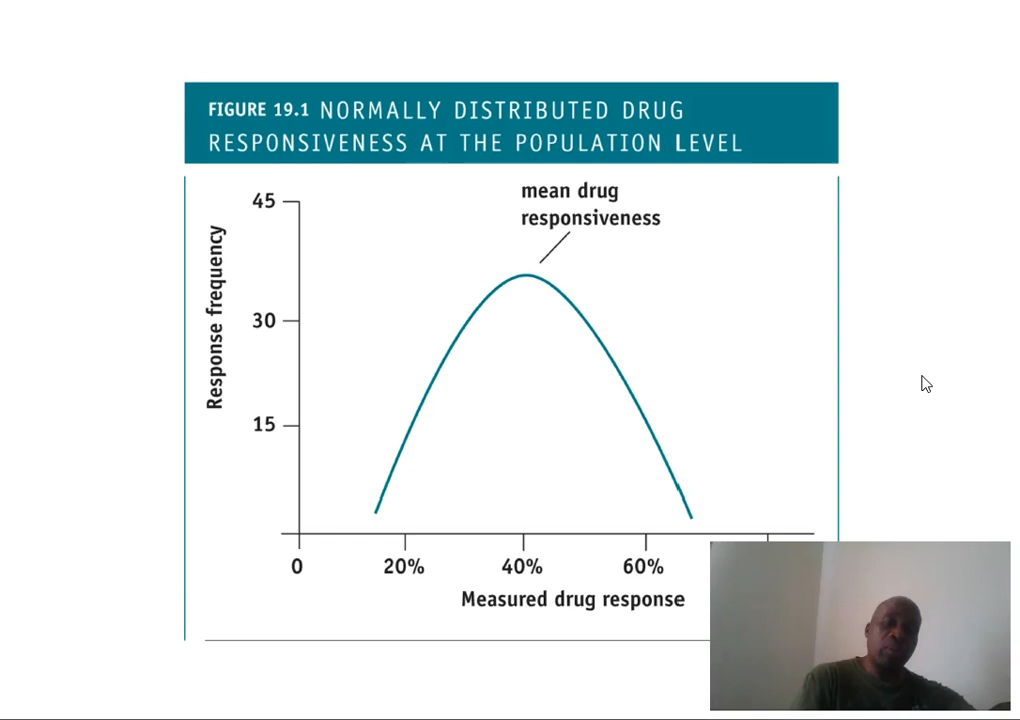 FIGURE 19.1 NORMALLY DISTRIBUTED DRUG
RESPONSIVENESS AT THE POPULATION LEVEL
mean drug
responsiveness
45
30
15
Response frequency
0
20%
40%
60%
Measured drug response